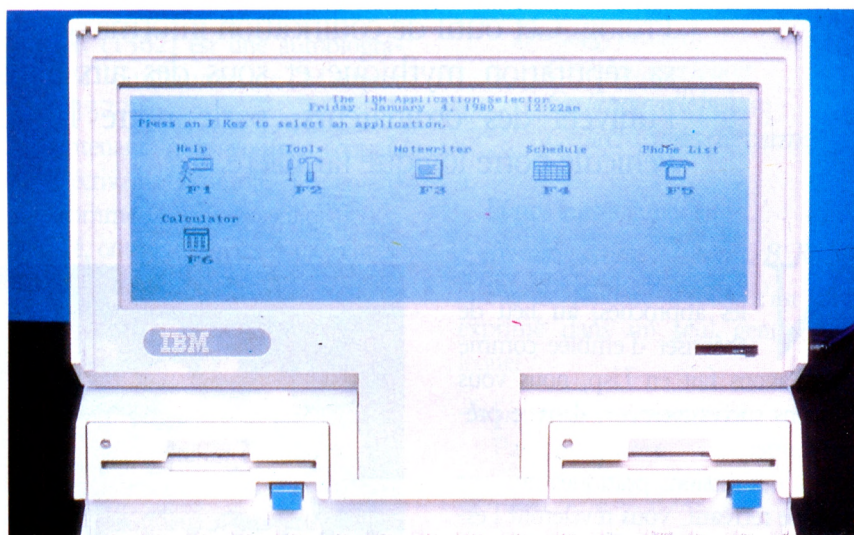 The IBM Application Selector
Friday January 4, 1980 12:22am
Press an F Key to select an application.
Help Tools Notewriter Schedule Phone List
F1 F2 F3 F4 F5
Calculator
F6
IBM